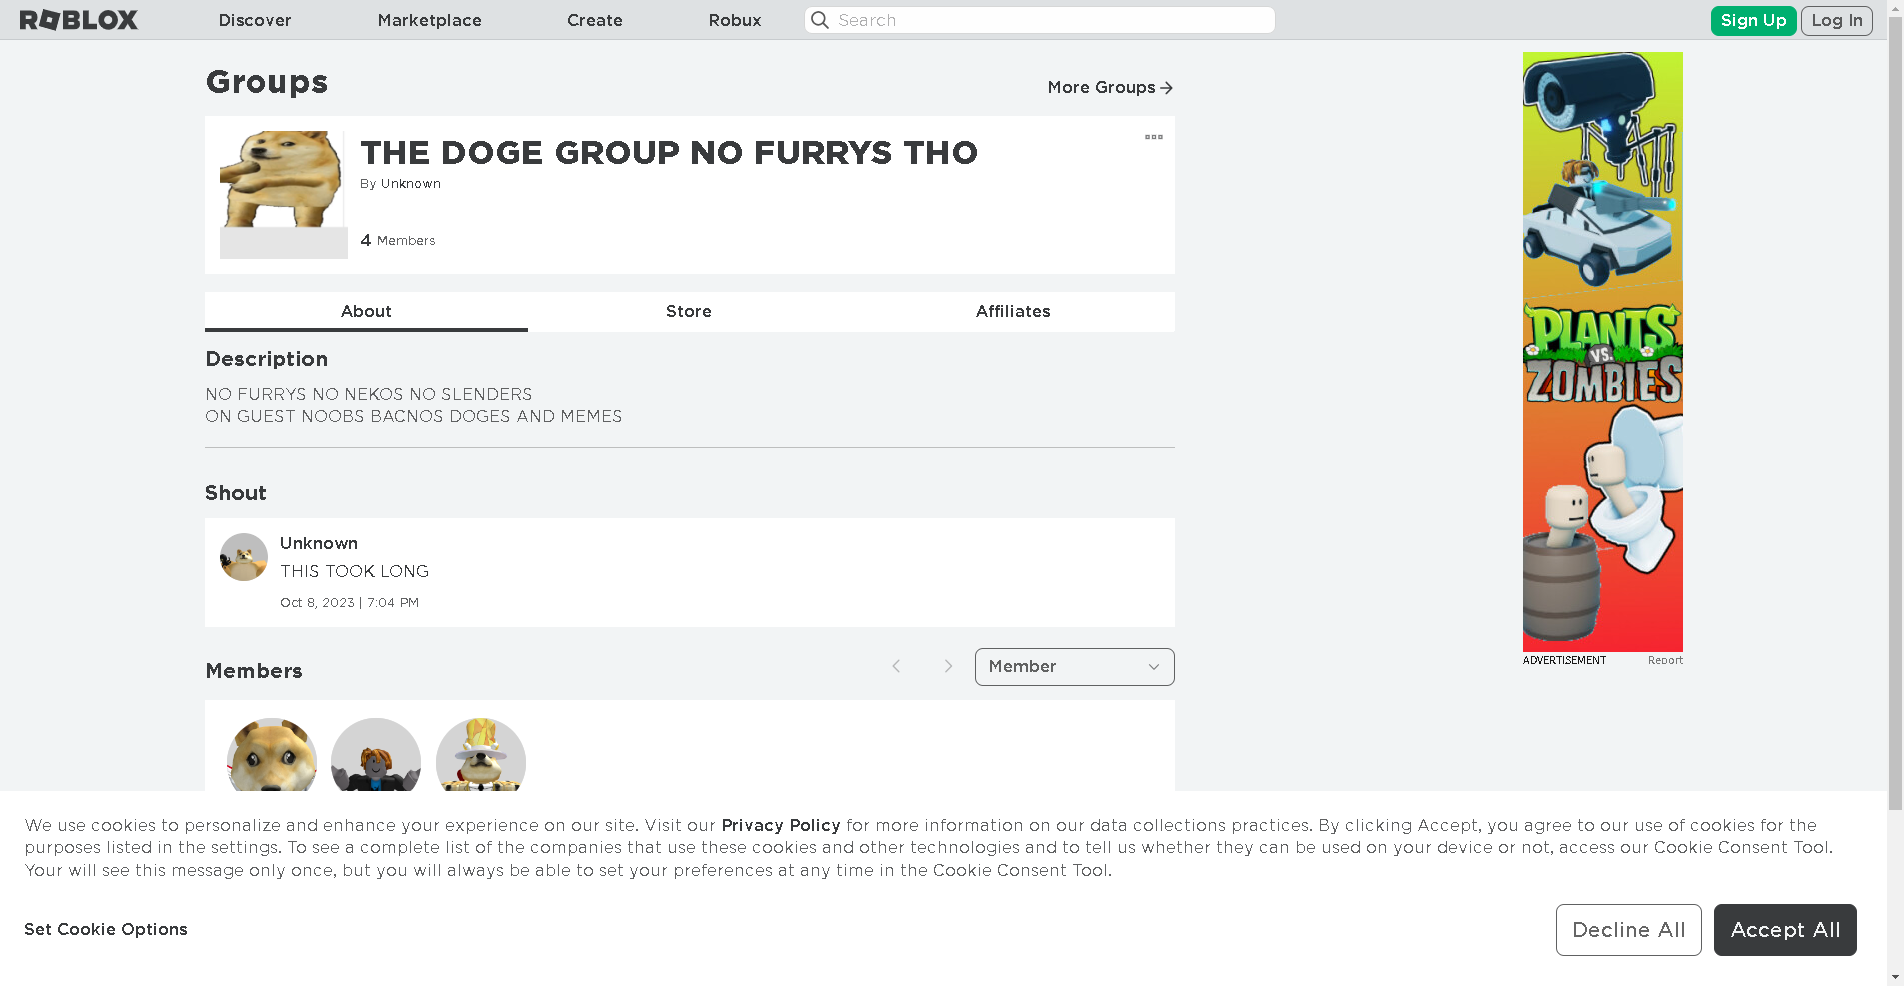 ROBLOX
Discover
Marketplace
Create
Robux
Search
Sign Up
Log In
Groups
More Groups
THE DOGE GROUP NO FURRYS THO
By Unknown
4 Members
About
Store
Affiliates
Description
NO FURRYS NO NEKOS NO SLENDERS
ON GUEST NOOBS BACNOS DOGES AND MEMES
Shout
Unknown
THIS TOOK LONG
Oct 8, 2023 | 7:04 PM
Members
Member
PLANTS
VS.
ZOMBIES
ADVERTISEMENT
Report
We use cookies to personalize and enhance your experience on our site. Visit our Privacy Policy for more information on our data collections practices. By clicking Accept, you agree to our use of cookies for the
purposes listed in the settings. To see a complete list of the companies that use these cookies and other technologies and to tell us whether they can be used on your device or not, access our Cookie Consent Tool.
Your will see this message only once, but you will always be able to set your preferences at any time in the Cookie Consent Tool.
Set Cookie Options
Decline All
Accept All